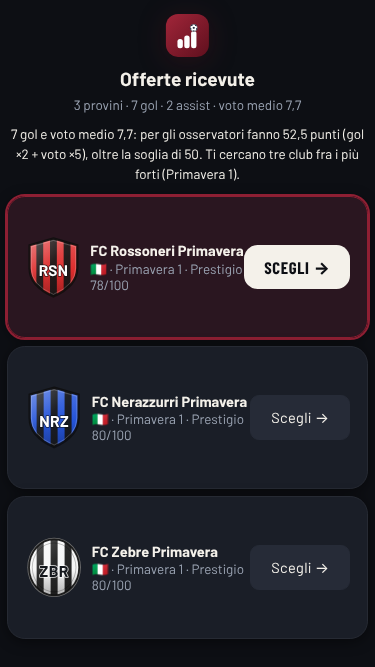 Offerte ricevute
3 provini · 7 gol · 2 assist · voto medio 7,7
7 gol e voto medio 7,7: per gli osservatori fanno 52,5 punti (gol
×2 + voto ×5), oltre la soglia di 50. Ti cercano tre club fra i più
forti (Primavera 1).
RSN
FC Rossoneri Primavera
🇮🇹 · Primavera 1 · Prestigio
78/100
SCEGLI →
NRZ
FC Nerazzurri Primavera
🇮🇹 · Primavera 1 · Prestigio
80/100
Scegli →
ZBR
FC Zebre Primavera
🇮🇹 · Primavera 1 · Prestigio
80/100
Scegli →